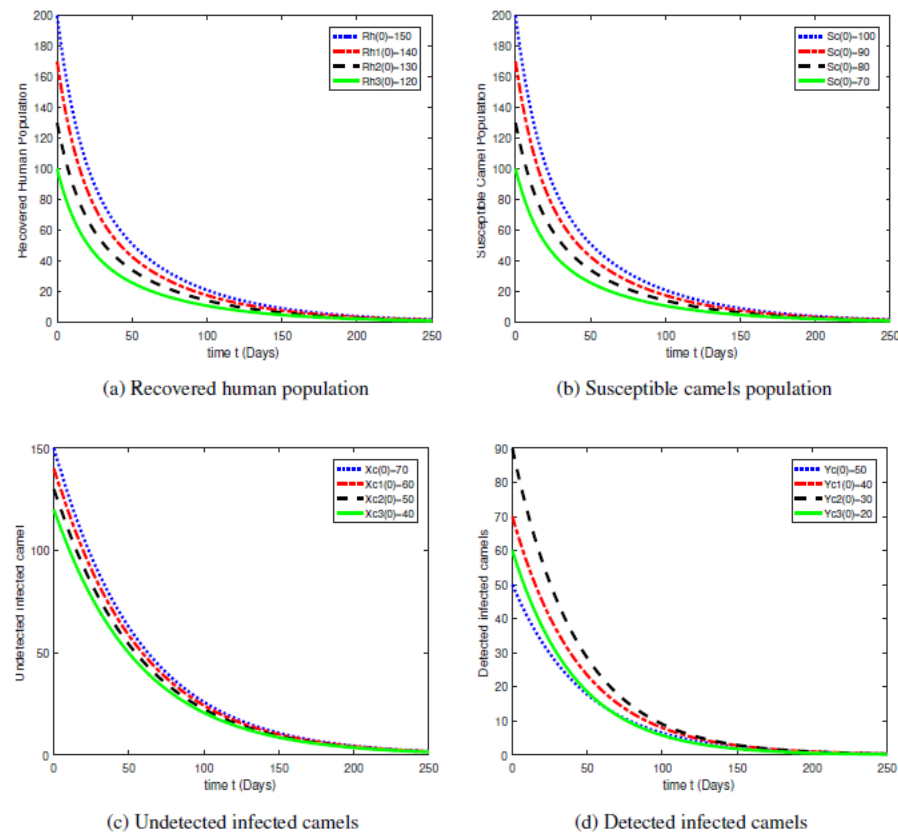 200
180
160
140
120
100
80
60
40
20
0
Recovered Human Population
Rh(0)=150
Rh1(0)=140
Rh2(0)=130
Rh3(0)=120
0 50 100 150 200 250
time t (Days)
(a) Recovered human population
200
180
160
140
120
100
80
60
40
20
0
Susceptible Camel Population
Sc(0)=100
Sc(0)=90
Sc(0)=80
Sc(0)=70
0 50 100 150 200 250
time t (Days)
(b) Susceptible camels population
150
100
50
0
Undetected infected camel
Xc(0)=70
Xc1(0)=60
Xc2(0)=50
Xc3(0)=40
0 50 100 150 200 250
time t (Days)
(c) Undetected infected camels
90
80
70
60
50
40
30
20
10
0
Detected infected camels
Yc(0)=50
Yc1(0)=40
Yc2(0)=30
Yc3(0)=20
0 50 100 150 200 250
time t (Days)
(d) Detected infected camels